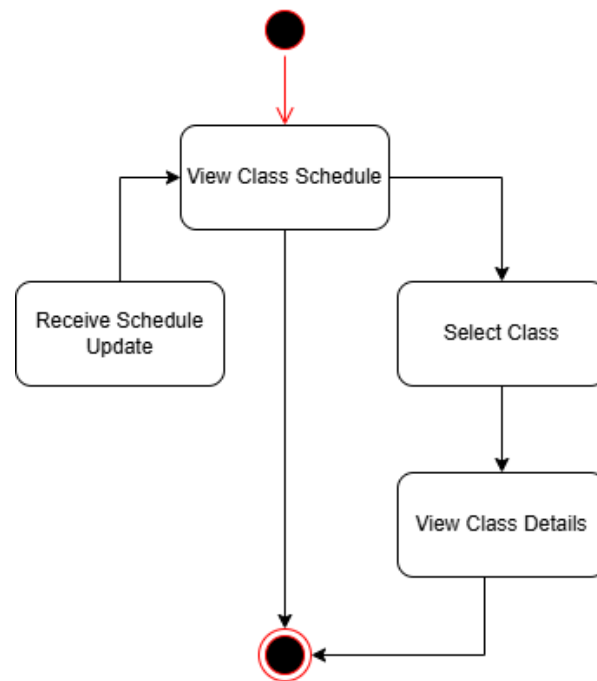 View Class Schedule
Receive Schedule
Update
Select Class
View Class Details